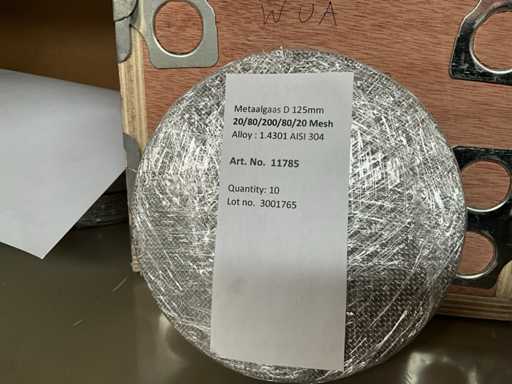 WUA
Metaalgaas D 125mm
20/80/200/80/20 Mesh
Alloy : 1.4301 AISI 304
Art. No. 11785
Quantity: 10
Lot no. 3001765